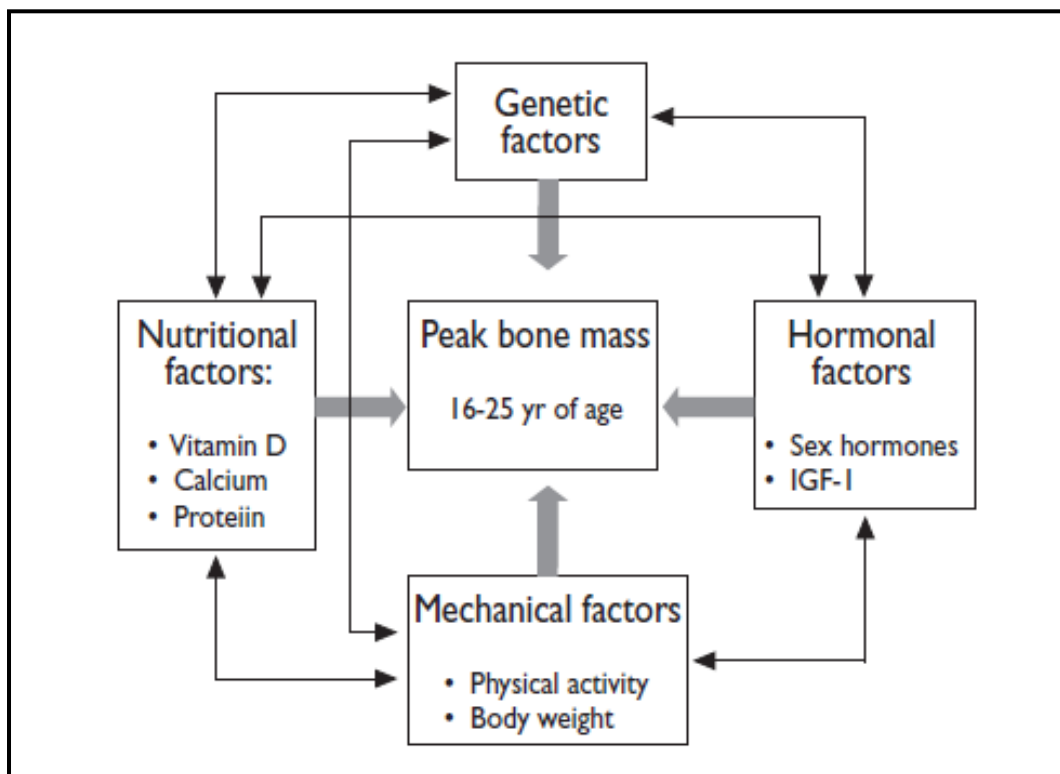 Genetic
factors
Nutritional
factors:
• Vitamin D
• Calcium
• Proteiin
Peak bone mass
16-25 yr of age
Hormonal
factors
• Sex hormones
• IGF-1
Mechanical factors
• Physical activity
• Body weight